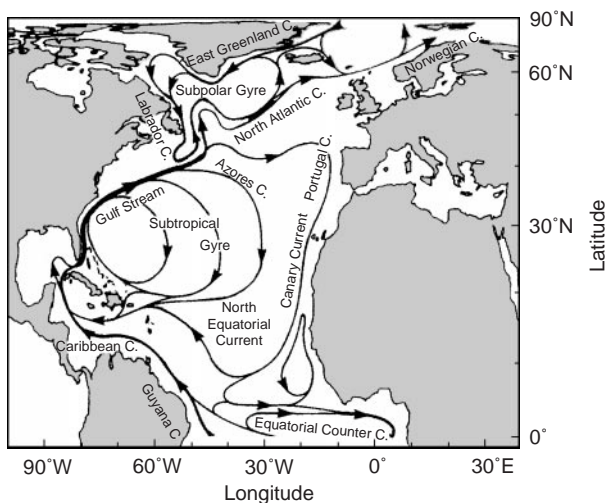 East Greenland C.
Norwegian C.
Subpolar Gyre
Labrador C.
North Atlantic C.
Azores C.
Portugal C.
Gulf Stream
Subtropical
Gyre
Canary Current
North
Equatorial
Current
Caribbean C.
Guyana C
Equatorial Counter C.
90°N
60°N
30°N
0°
Latitude
90°W
60°W
30°W
0°
30°E
Longitude